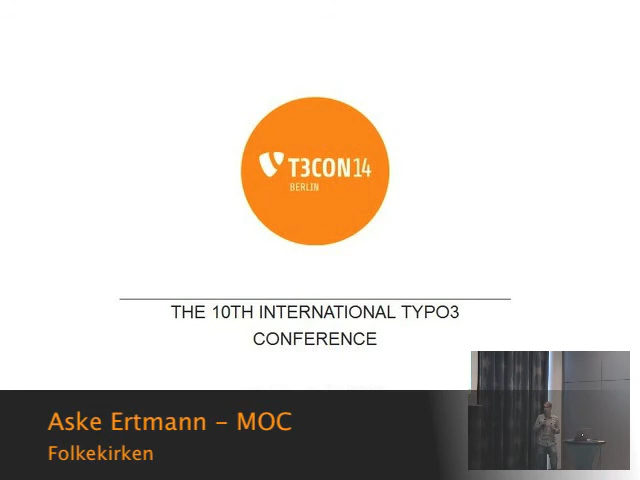 T3CON14
BERLIN
THE 10TH INTERNATIONAL TYPO3
CONFERENCE
Aske Ertmann - MOC
Folkekirken